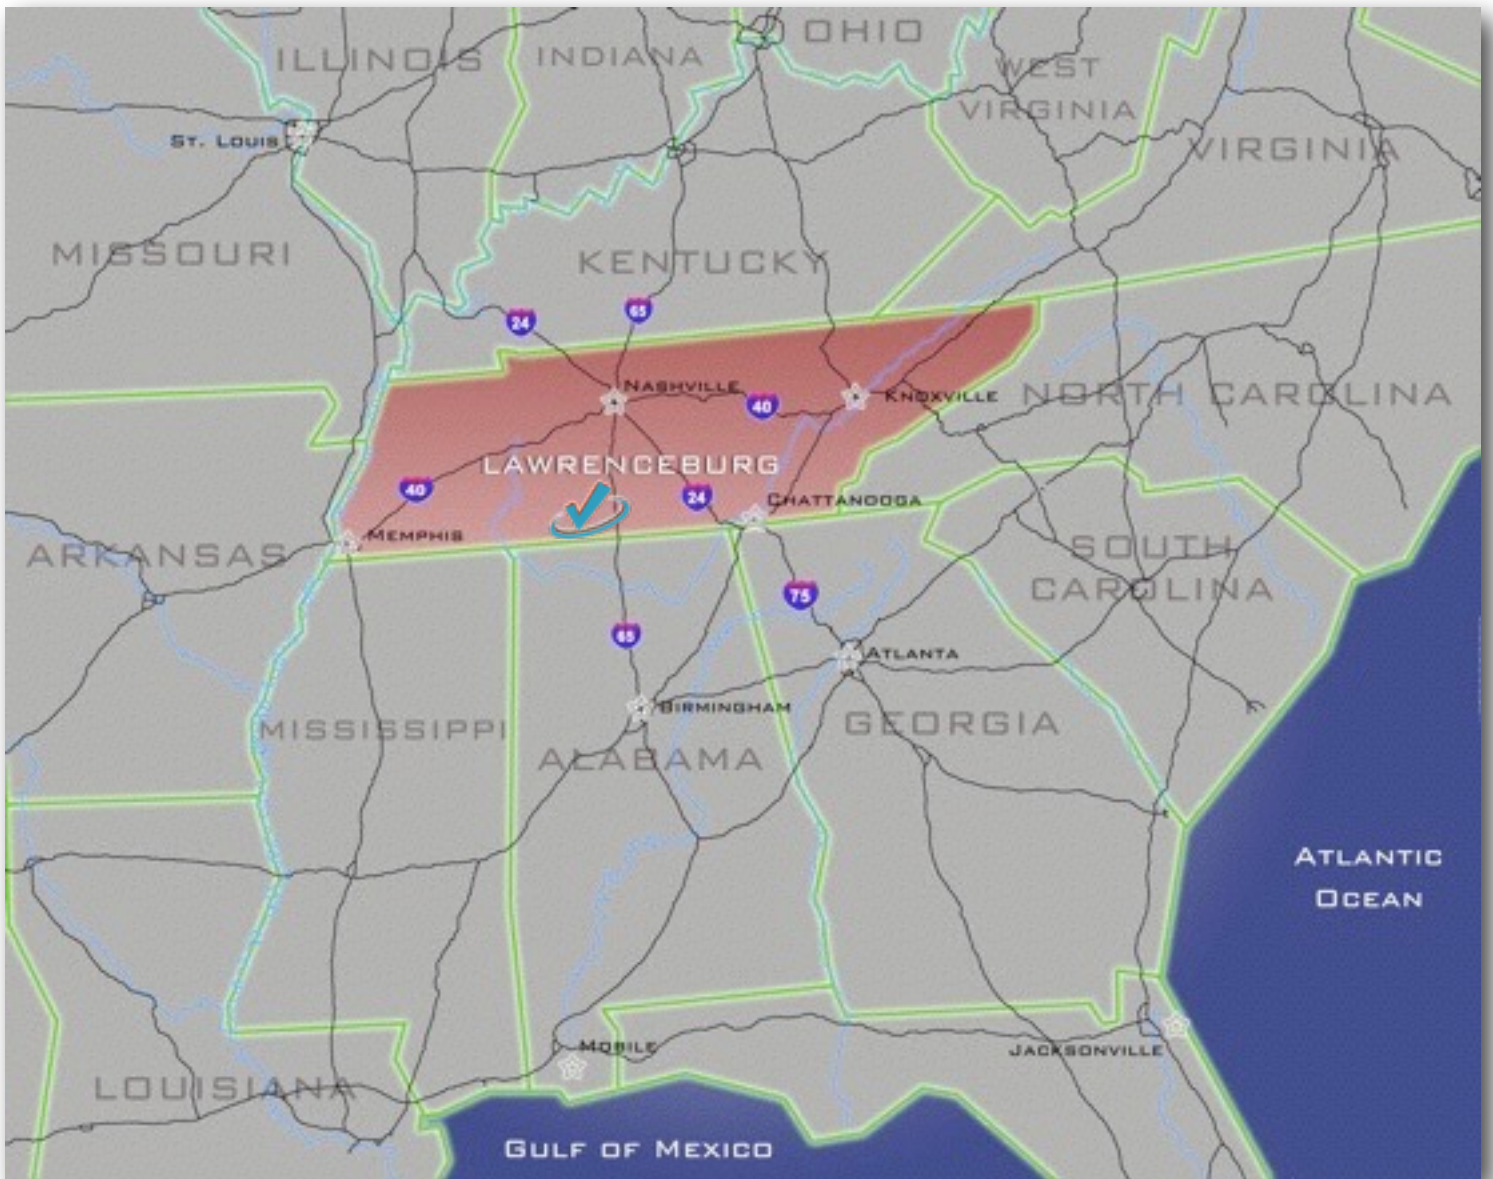 OHIO
ILLINOIS
INDIANA
WEST
VIRGINIA
ST. LOUIS
VIRGINIA
MISSOURI
KENTUCKY
65
24
NASHVILLE
KNOXVILLE
NORTH CAROLINA
40
LAWRENCEBURG
40
24
CHATTANOOGA
MEMPHIS
ARKANSAS
SOUTH
CAROLINA
75
65
ATLANTA
BIRMINGHAM
MISSISSIPPI
GEORGIA
ALABAMA
ATLANTIC
OCEAN
MOBILE
JACKSONVILLE
LOUISIANA
GULF OF MEXICO